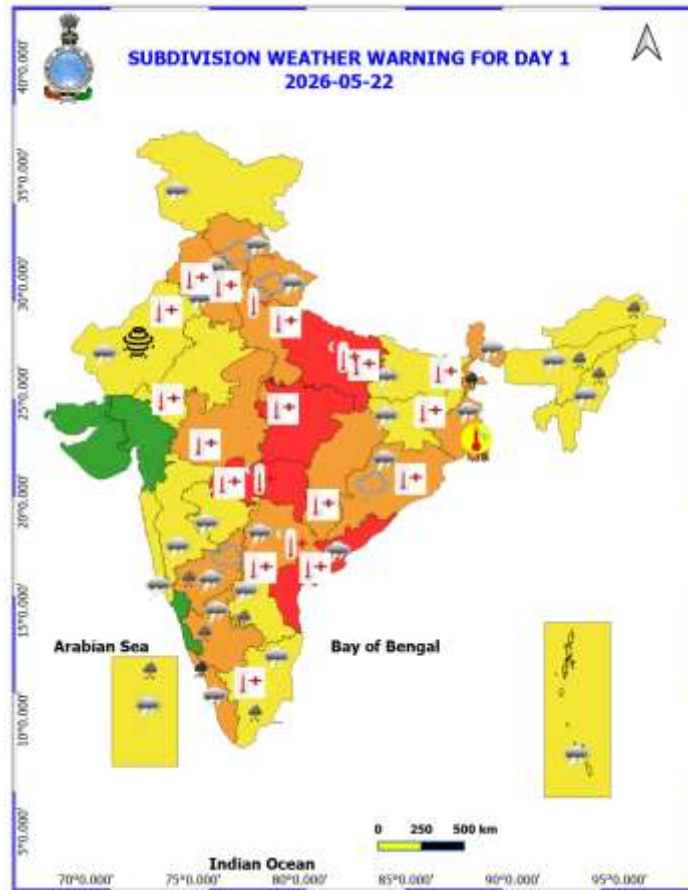 SUBDIVISION WEATHER WARNING FOR DAY 1
2026-05-22
40°0.000'
35°0.000'
30°0.000'
25°0.000'
20°0.000'
15°0.000'
10°0.000'
5°0.000'
Arabian Sea
Bay of Bengal
0 250 500 km
Indian Ocean
70°0.000' 75°0.000' 80°0.000' 85°0.000' 90°0.000' 95°0.000'